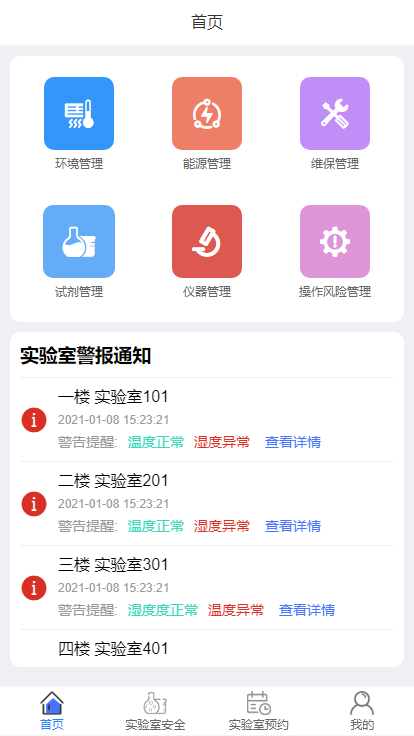 首页
环境管理 能源管理 维保管理
试剂管理 仪器管理 操作风险管理
实验室警报通知
一楼 实验室101
2021-01-08 15:23:21
警告提醒: 温度正常 湿度异常 查看详情
二楼 实验室201
2021-01-08 15:23:21
警告提醒: 温度正常 湿度异常 查看详情
三楼 实验室301
2021-01-08 15:23:21
警告提醒: 湿度度正常 温度异常 查看详情
四楼 实验室401
首页 实验室安全 实验室预约 我的